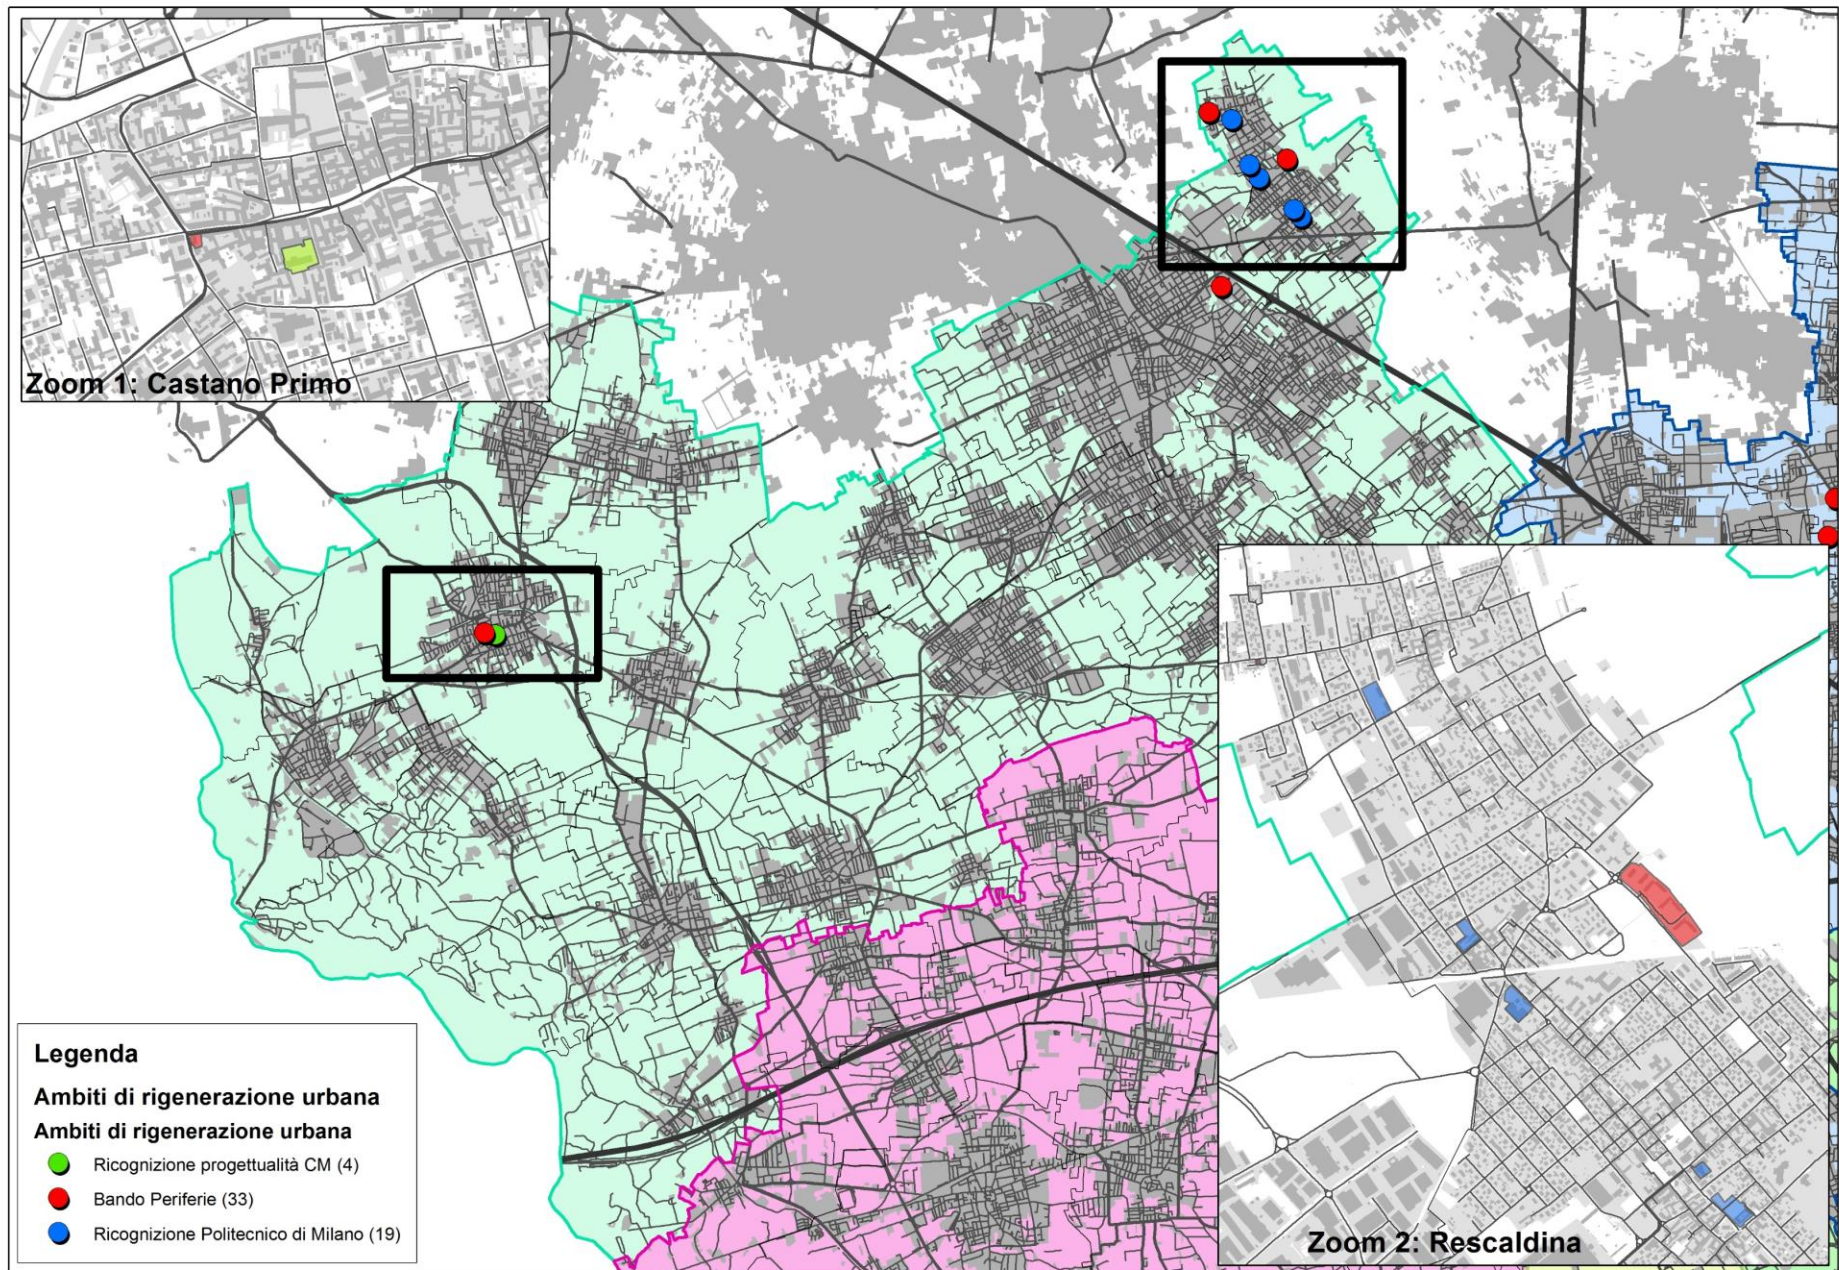 Zoom 1: Castano Primo
Zoom 2: Rescaldina
Legenda
Ambiti di rigenerazione urbana
Ambiti di rigenerazione urbana
Ricognizione progettualità CM (4)
Bando Periferie (33)
Ricognizione Politecnico di Milano (19)